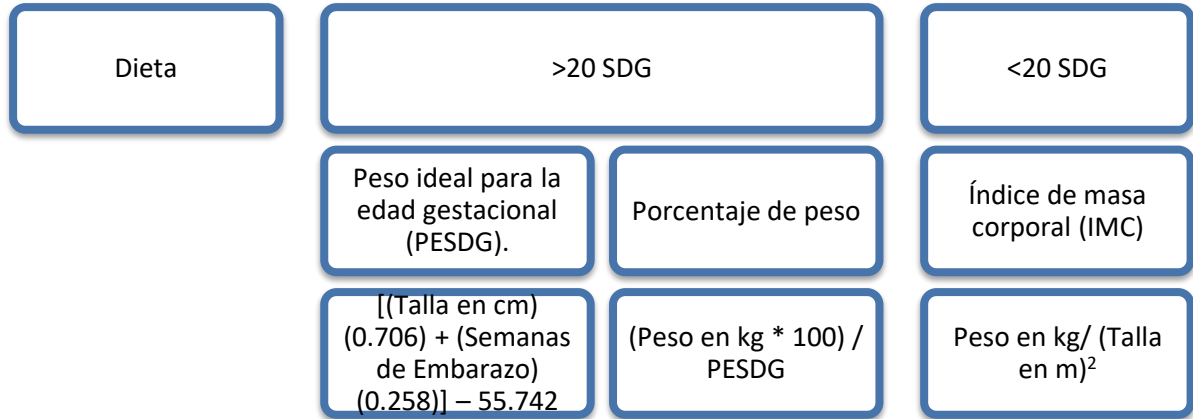 Dieta
>20 SDG
<20 SDG
Peso ideal para la
edad gestacional
(PESDG).
Porcentaje de peso
Índice de masa
corporal (IMC)
[(Talla en cm)
(0.706) + (Semanas
de Embarazo)
(0.258)] – 55.742
(Peso en kg * 100) /
PESDG
Peso en kg/ (Talla
en m)²